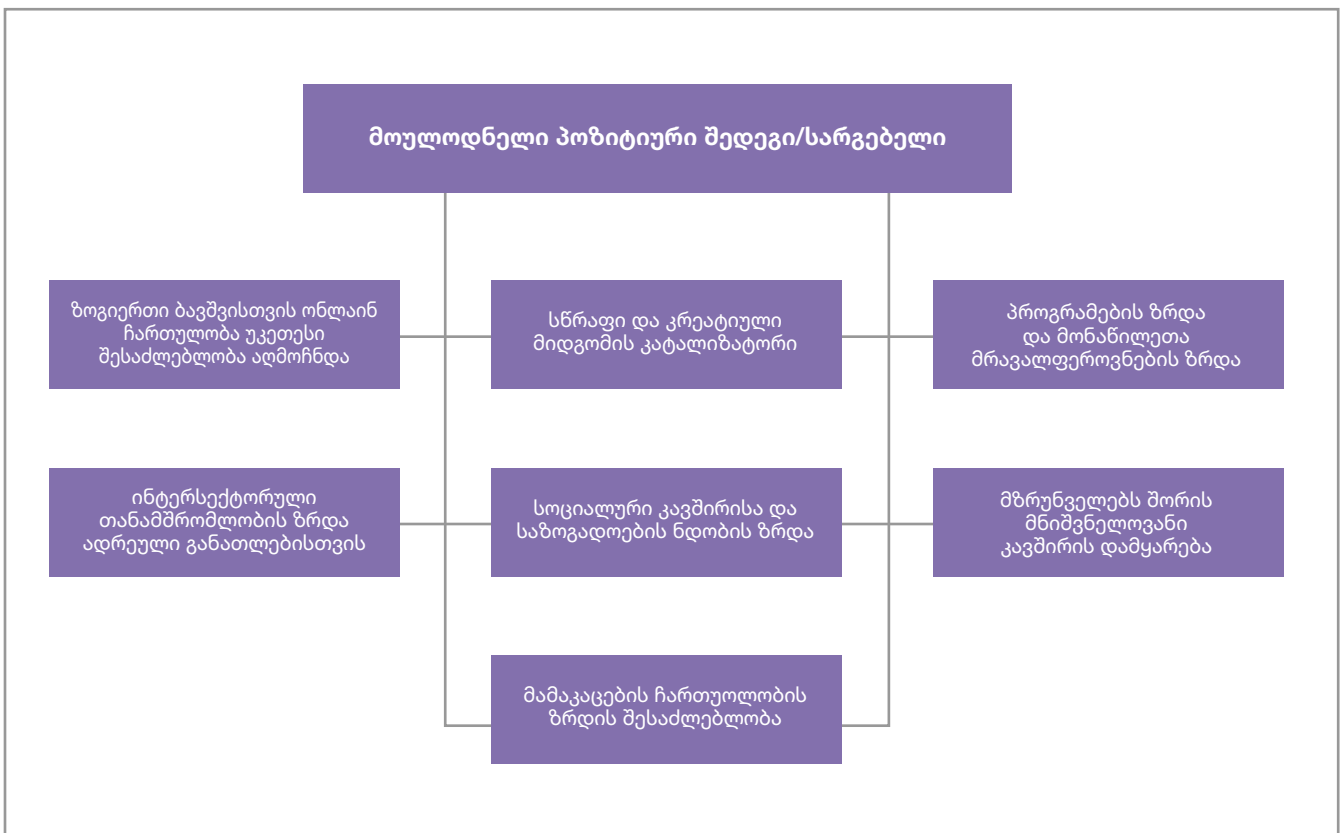 მოულოდნელი პოზიტიური შედეგი/სარგებელი
ზოგიერთი ბავშვისთვის ონლაინ
ჩართულობა უკეთესი
შესაძლებლობა აღმოჩნდა
სწრაფი და კრეატიული
მიდგომის კატალიზატორი
პროგრამების ზრდა
და მონაწილეთა
მრავალფეროვნების ზრდა
ინტერსექტორული
თანამშრომლობის ზრდა
ადრეული განათლებისთვის
სოციალური კავშირისა და
საზოგადოების ნდობის ზრდა
მზრუნველებს შორის
მნიშვნელოვანი
კავშირის დამყარება
მამაკაცების ჩართუოლობის
ზრდის შესაძლებლობა